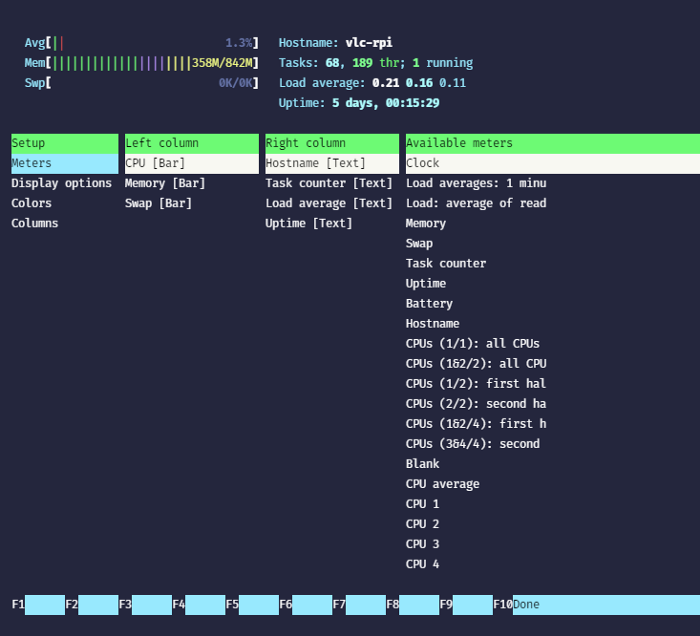 Avg[|| 1.3%] Hostname: vlc-rpi
Mem[|||||||||||||||||||||358M/842M] Tasks: 68, 189 thr; 1 running
Swp[ 0K/0K] Load average: 0.21 0.16 0.11
Uptime: 5 days, 00:15:29
Setup Left column Right column Available meters
Meters CPU [Bar] Hostname [Text] Clock
Display options Memory [Bar] Task counter [Text] Load averages: 1 minu
Colors Swap [Bar] Load average [Text] Load: average of read
Columns Uptime [Text] Memory
Swap
Task counter
Uptime
Battery
Hostname
CPUs (1/1): all CPUs
CPUs (1&2/2): all CPU
CPUs (1/2): first hal
CPUs (2/2): second ha
CPUs (1&2/4): first h
CPUs (3&4/4): second
Blank
CPU average
CPU 1
CPU 2
CPU 3
CPU 4
F1 F2 F3 F4 F5 F6 F7 F8 F9 F10Done